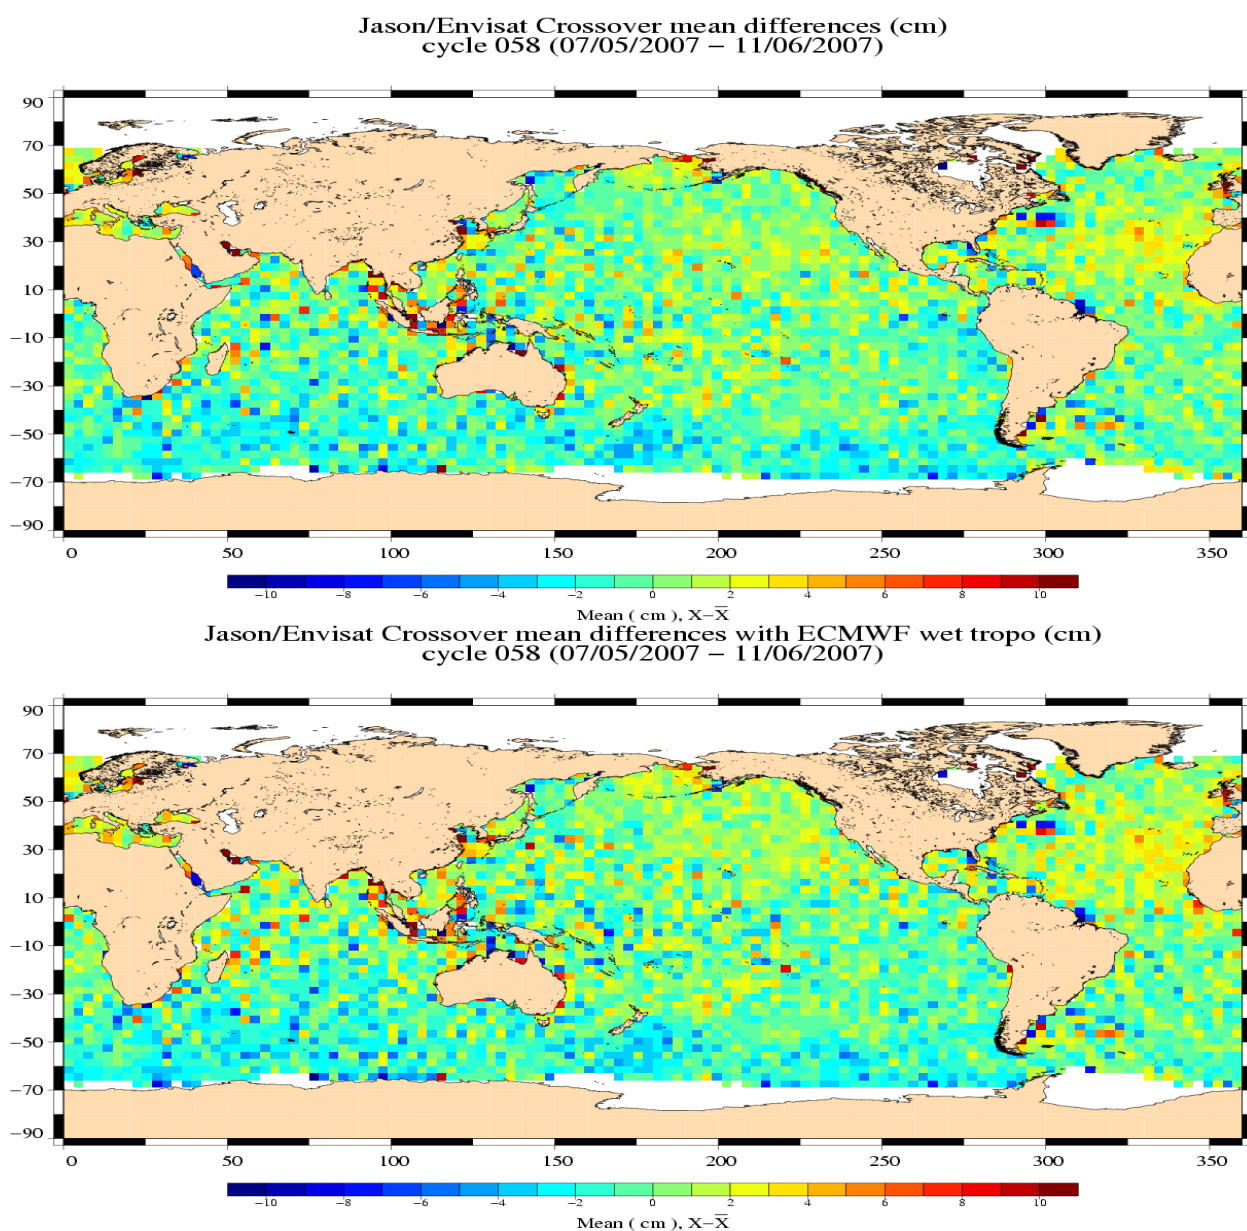 Jason/Envisat Crossover mean differences (cm)
cycle 058 (07/05/2007 – 11/06/2007)
90
70
50
30
10
−10
−30
−50
−70
−90
0 50 100 150 200 250 300 350
−10 −8 −6 −4 −2 0 2 4 6 8 10
Mean ( cm ), X−X̅
Jason/Envisat Crossover mean differences with ECMWF wet tropo (cm)
cycle 058 (07/05/2007 – 11/06/2007)
90
70
50
30
10
−10
−30
−50
−70
−90
0 50 100 150 200 250 300 350
−10 −8 −6 −4 −2 0 2 4 6 8 10
Mean ( cm ), X−X̅